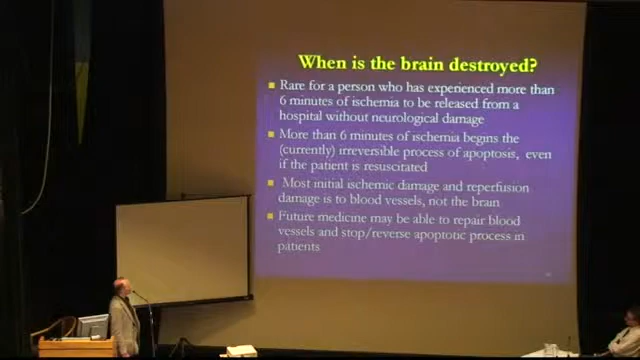 When is the brain destroyed?
Rare for a person who has experienced more than
6 minutes of ischemia to be released from a
hospital without neurological damage
More than 6 minutes of ischemia begins the
(currently) irreversible process of apoptosis, even
if the patient is resuscitated
Most initial ischemic damage and reperfusion
damage is to blood vessels, not the brain
Future medicine may be able to repair blood
vessels and stop/reverse apoptotic process in
patients